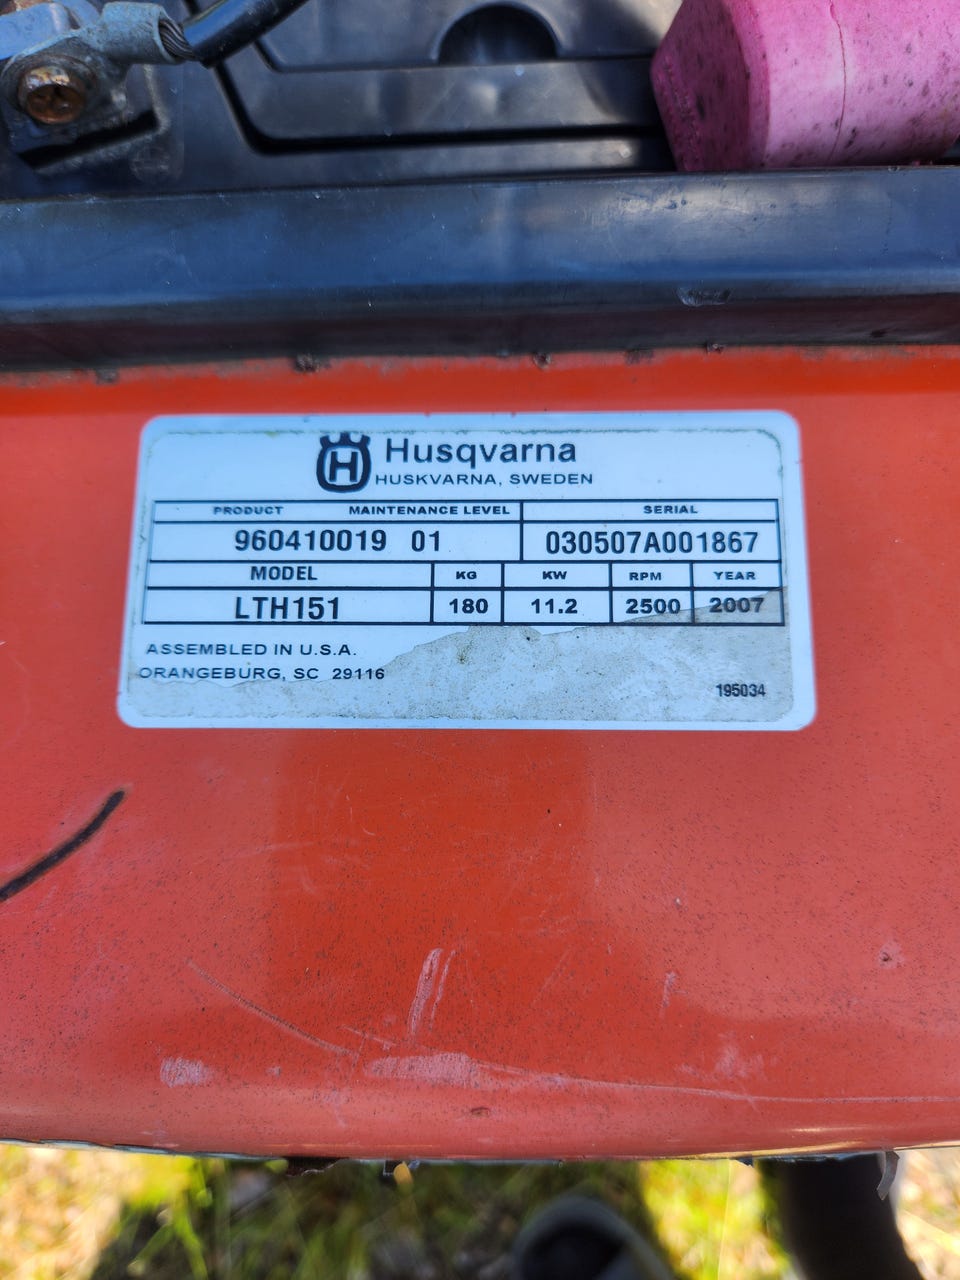 H Husqvarna
HUSKVARNA, SWEDEN
PRODUCT MAINTENANCE LEVEL SERIAL
960410019 01 030507A001867
MODEL KG KW RPM YEAR
LTH151 180 11.2 2500 2007
ASSEMBLED IN U.S.A.
ORANGEBURG, SC 29116
195034